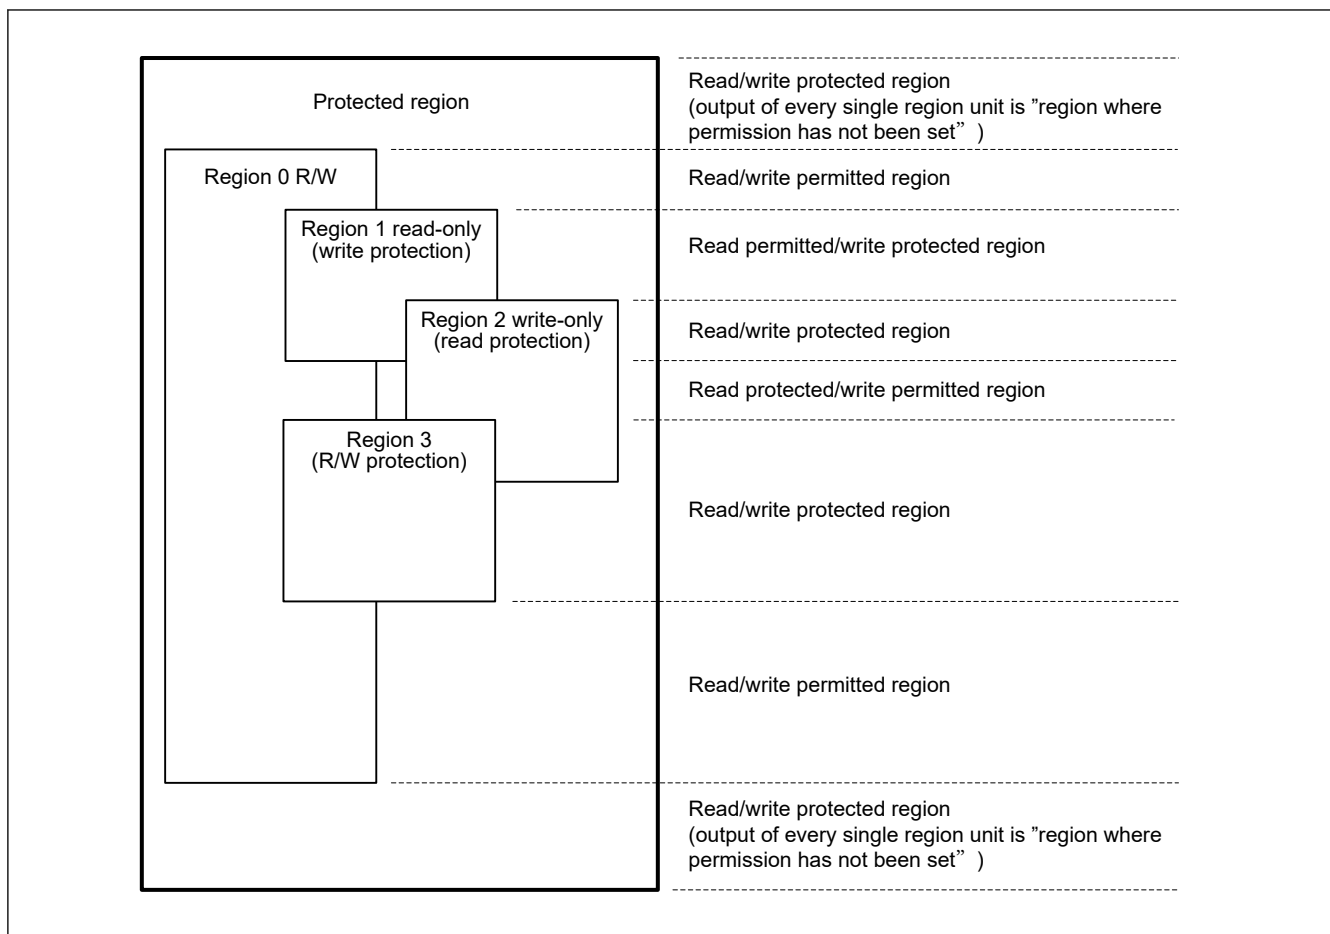 Protected region
Read/write protected region
(output of every single region unit is ”region where
permission has not been set” )
Region 0 R/W
Read/write permitted region
Region 1 read-only
(write protection)
Read permitted/write protected region
Region 2 write-only
(read protection)
Read/write protected region
Read protected/write permitted region
Region 3
(R/W protection)
Read/write protected region
Read/write permitted region
Read/write protected region
(output of every single region unit is ”region where
permission has not been set” )